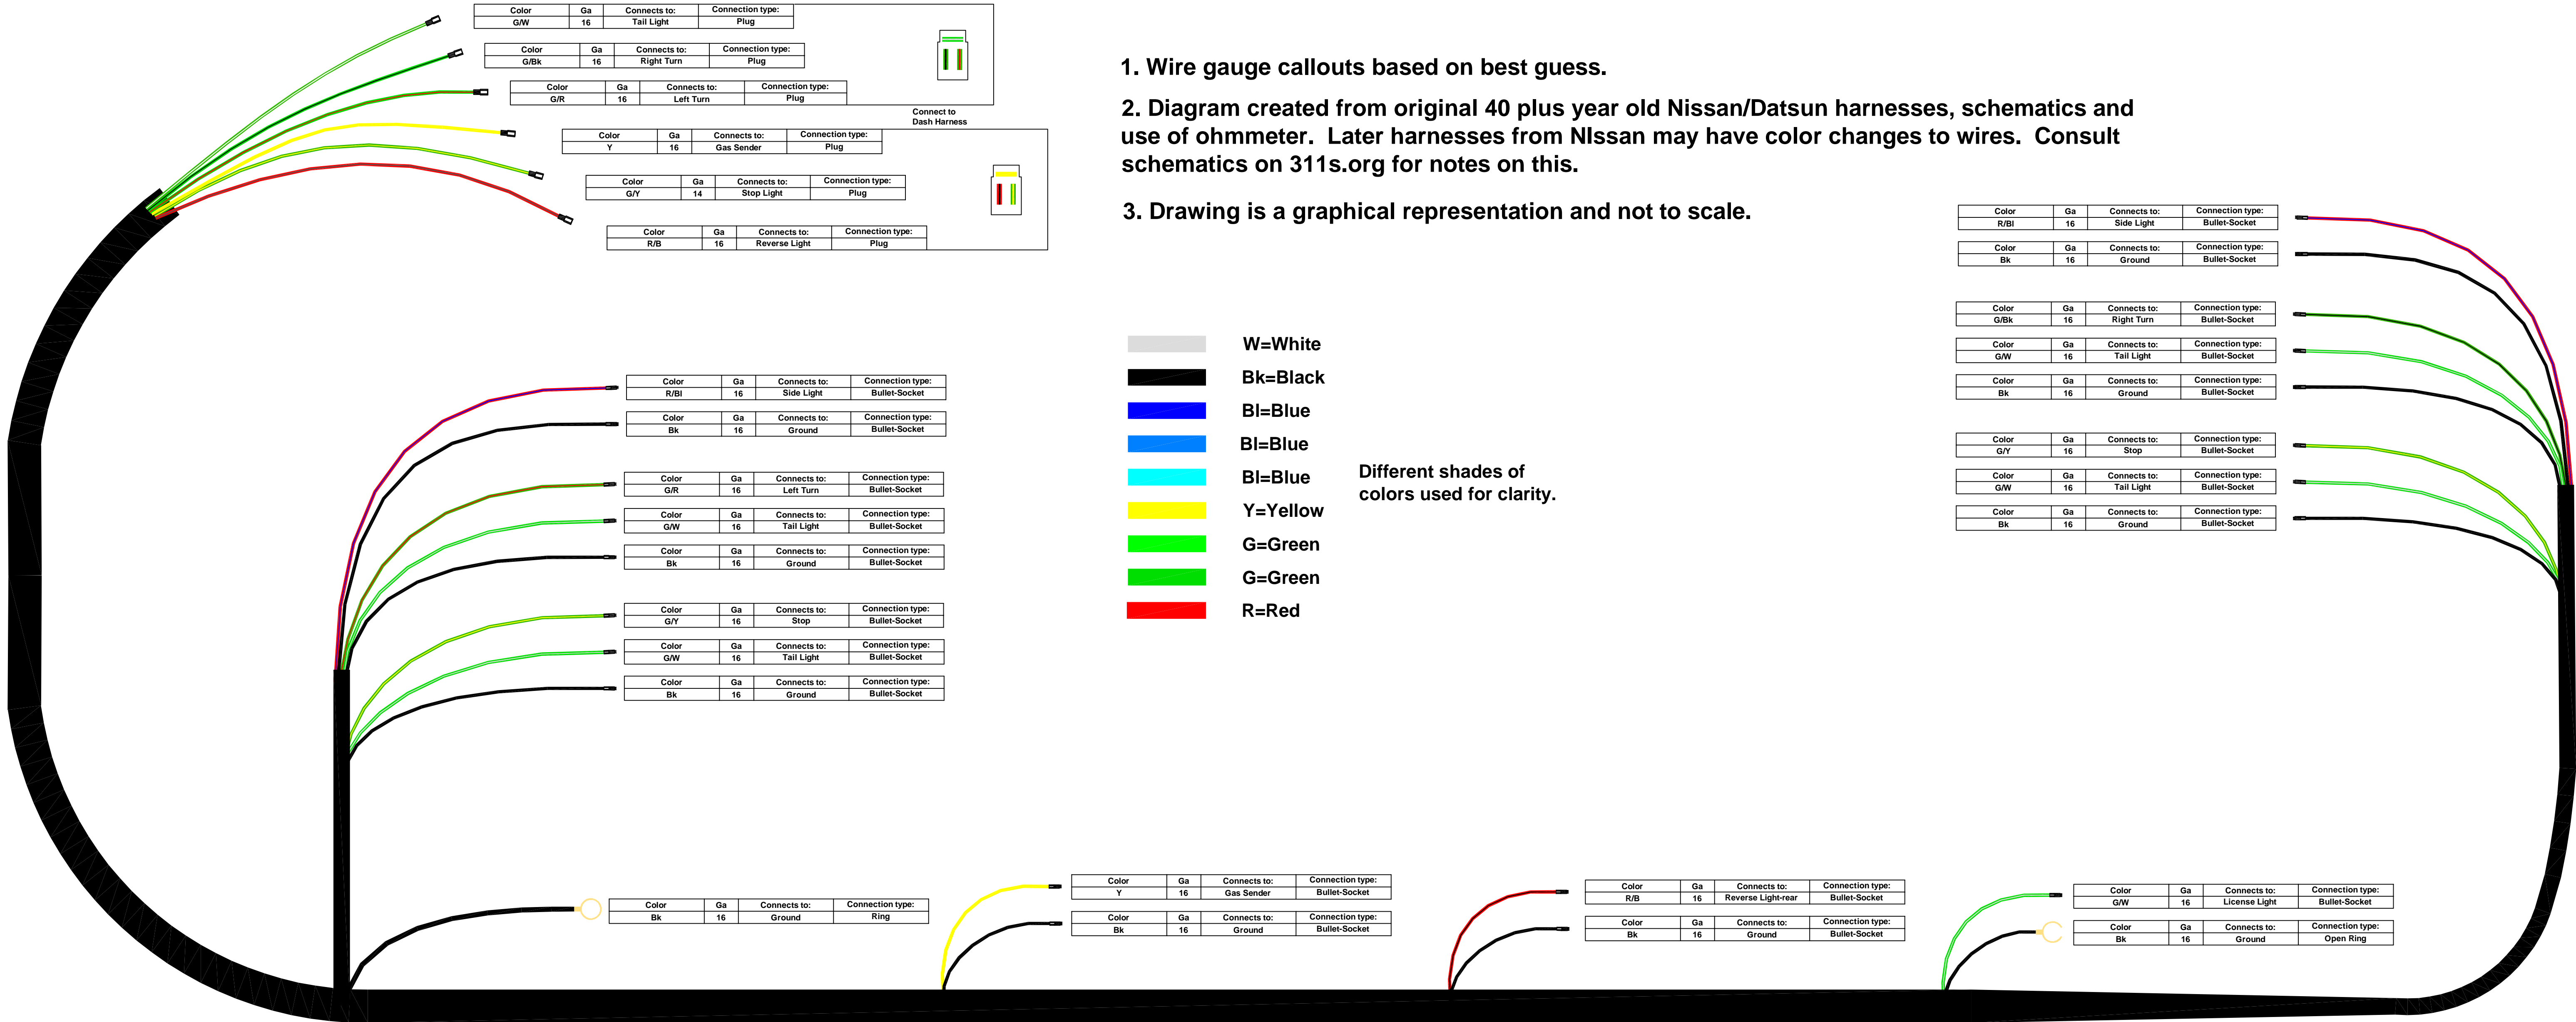 Color Ga Connects to: Connection type:
G/W 16 Tail Light Plug
Color Ga Connects to: Connection type:
G/Bk 16 Right Turn Plug
Color Ga Connects to: Connection type:
G/R 16 Left Turn Plug
Connect to
Dash Harness
Color Ga Connects to: Connection type:
Y 16 Gas Sender Plug
Color Ga Connects to: Connection type:
G/Y 14 Stop Light Plug
Color Ga Connects to: Connection type:
R/B 16 Reverse Light Plug
1. Wire gauge callouts based on best guess.
2. Diagram created from original 40 plus year old Nissan/Datsun harnesses, schematics and
use of ohmmeter. Later harnesses from NIssan may have color changes to wires. Consult
schematics on 311s.org for notes on this.
3. Drawing is a graphical representation and not to scale.
Color Ga Connects to: Connection type:
R/Bl 16 Side Light Bullet-Socket
Color Ga Connects to: Connection type:
Bk 16 Ground Bullet-Socket
Color Ga Connects to: Connection type:
G/R 16 Left Turn Bullet-Socket
Color Ga Connects to: Connection type:
G/W 16 Tail Light Bullet-Socket
Color Ga Connects to: Connection type:
Bk 16 Ground Bullet-Socket
Color Ga Connects to: Connection type:
G/Y 16 Stop Bullet-Socket
Color Ga Connects to: Connection type:
G/W 16 Tail Light Bullet-Socket
Color Ga Connects to: Connection type:
Bk 16 Ground Bullet-Socket
W=White
Bk=Black
Bl=Blue
Bl=Blue
Bl=Blue
Y=Yellow
G=Green
G=Green
R=Red
Different shades of
colors used for clarity.
Color Ga Connects to: Connection type:
R/Bl 16 Side Light Bullet-Socket
Color Ga Connects to: Connection type:
Bk 16 Ground Bullet-Socket
Color Ga Connects to: Connection type:
G/Bk 16 Right Turn Bullet-Socket
Color Ga Connects to: Connection type:
G/W 16 Tail Light Bullet-Socket
Color Ga Connects to: Connection type:
Bk 16 Ground Bullet-Socket
Color Ga Connects to: Connection type:
G/Y 16 Stop Bullet-Socket
Color Ga Connects to: Connection type:
G/W 16 Tail Light Bullet-Socket
Color Ga Connects to: Connection type:
Bk 16 Ground Bullet-Socket
Color Ga Connects to: Connection type:
Bk 16 Ground Ring
Color Ga Connects to: Connection type:
Y 16 Gas Sender Bullet-Socket
Color Ga Connects to: Connection type:
Bk 16 Ground Bullet-Socket
Color Ga Connects to: Connection type:
R/B 16 Reverse Light-rear Bullet-Socket
Color Ga Connects to: Connection type:
Bk 16 Ground Bullet-Socket
Color Ga Connects to: Connection type:
G/W 16 License Light Bullet-Socket
Color Ga Connects to: Connection type:
Bk 16 Ground Open Ring